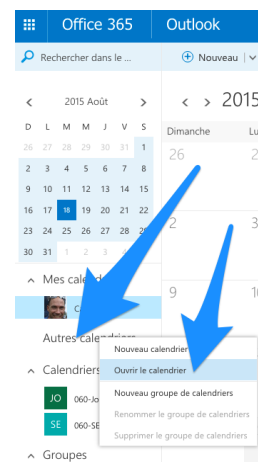 Office 365
Outlook
Rechercher dans le ...
Nouveau
2015 Août
2015
D L M M J V S
26 27 28 29 30 31 1
2 3 4 5 6 7 8
9 10 11 12 13 14 15
16 17 18 19 20 21 22
23 24 25 26 27 28 29
30 31 1 2 3
Dimanche
26
2
9
Mes
Autres calendriers
Calendriers
JO 060-Jo
SE 060-SE
Groupes
Nouveau calendrier
Ouvrir le calendrier
Nouveau groupe de calendriers
Renommer le groupe de calendriers
Supprimer le groupe de calendriers